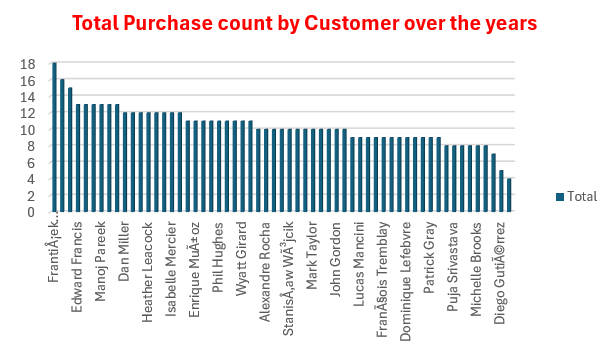 Total Purchase count by Customer over the years
18
16
14
12
10
8
6
4
2
0
FrantiÅ¡ek...
Edward Francis
Manoj Pareek
Dan Miller
Heather Leacock
Isabelle Mercier
Enrique MuÃ±oz
Phil Hughes
Wyatt Girard
Alexandre Rocha
StanisÅ‚aw WÃ³jcik
Mark Taylor
John Gordon
Lucas Mancini
FranÃ§ois Tremblay
Dominique Lefebvre
Patrick Gray
Puja Srivastava
Michelle Brooks
Diego GutiÃ©rrez
Total